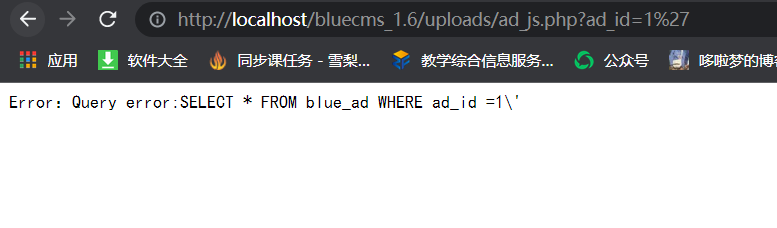 http://localhost/bluecms_1.6/uploads/ad_js.php?ad_id=1%27
应用 软件大全 同步课任务 - 雪梨... 教学综合信息服务... 公众号 哆啦梦的博客
Error：Query error:SELECT * FROM blue_ad WHERE ad_id =1\'